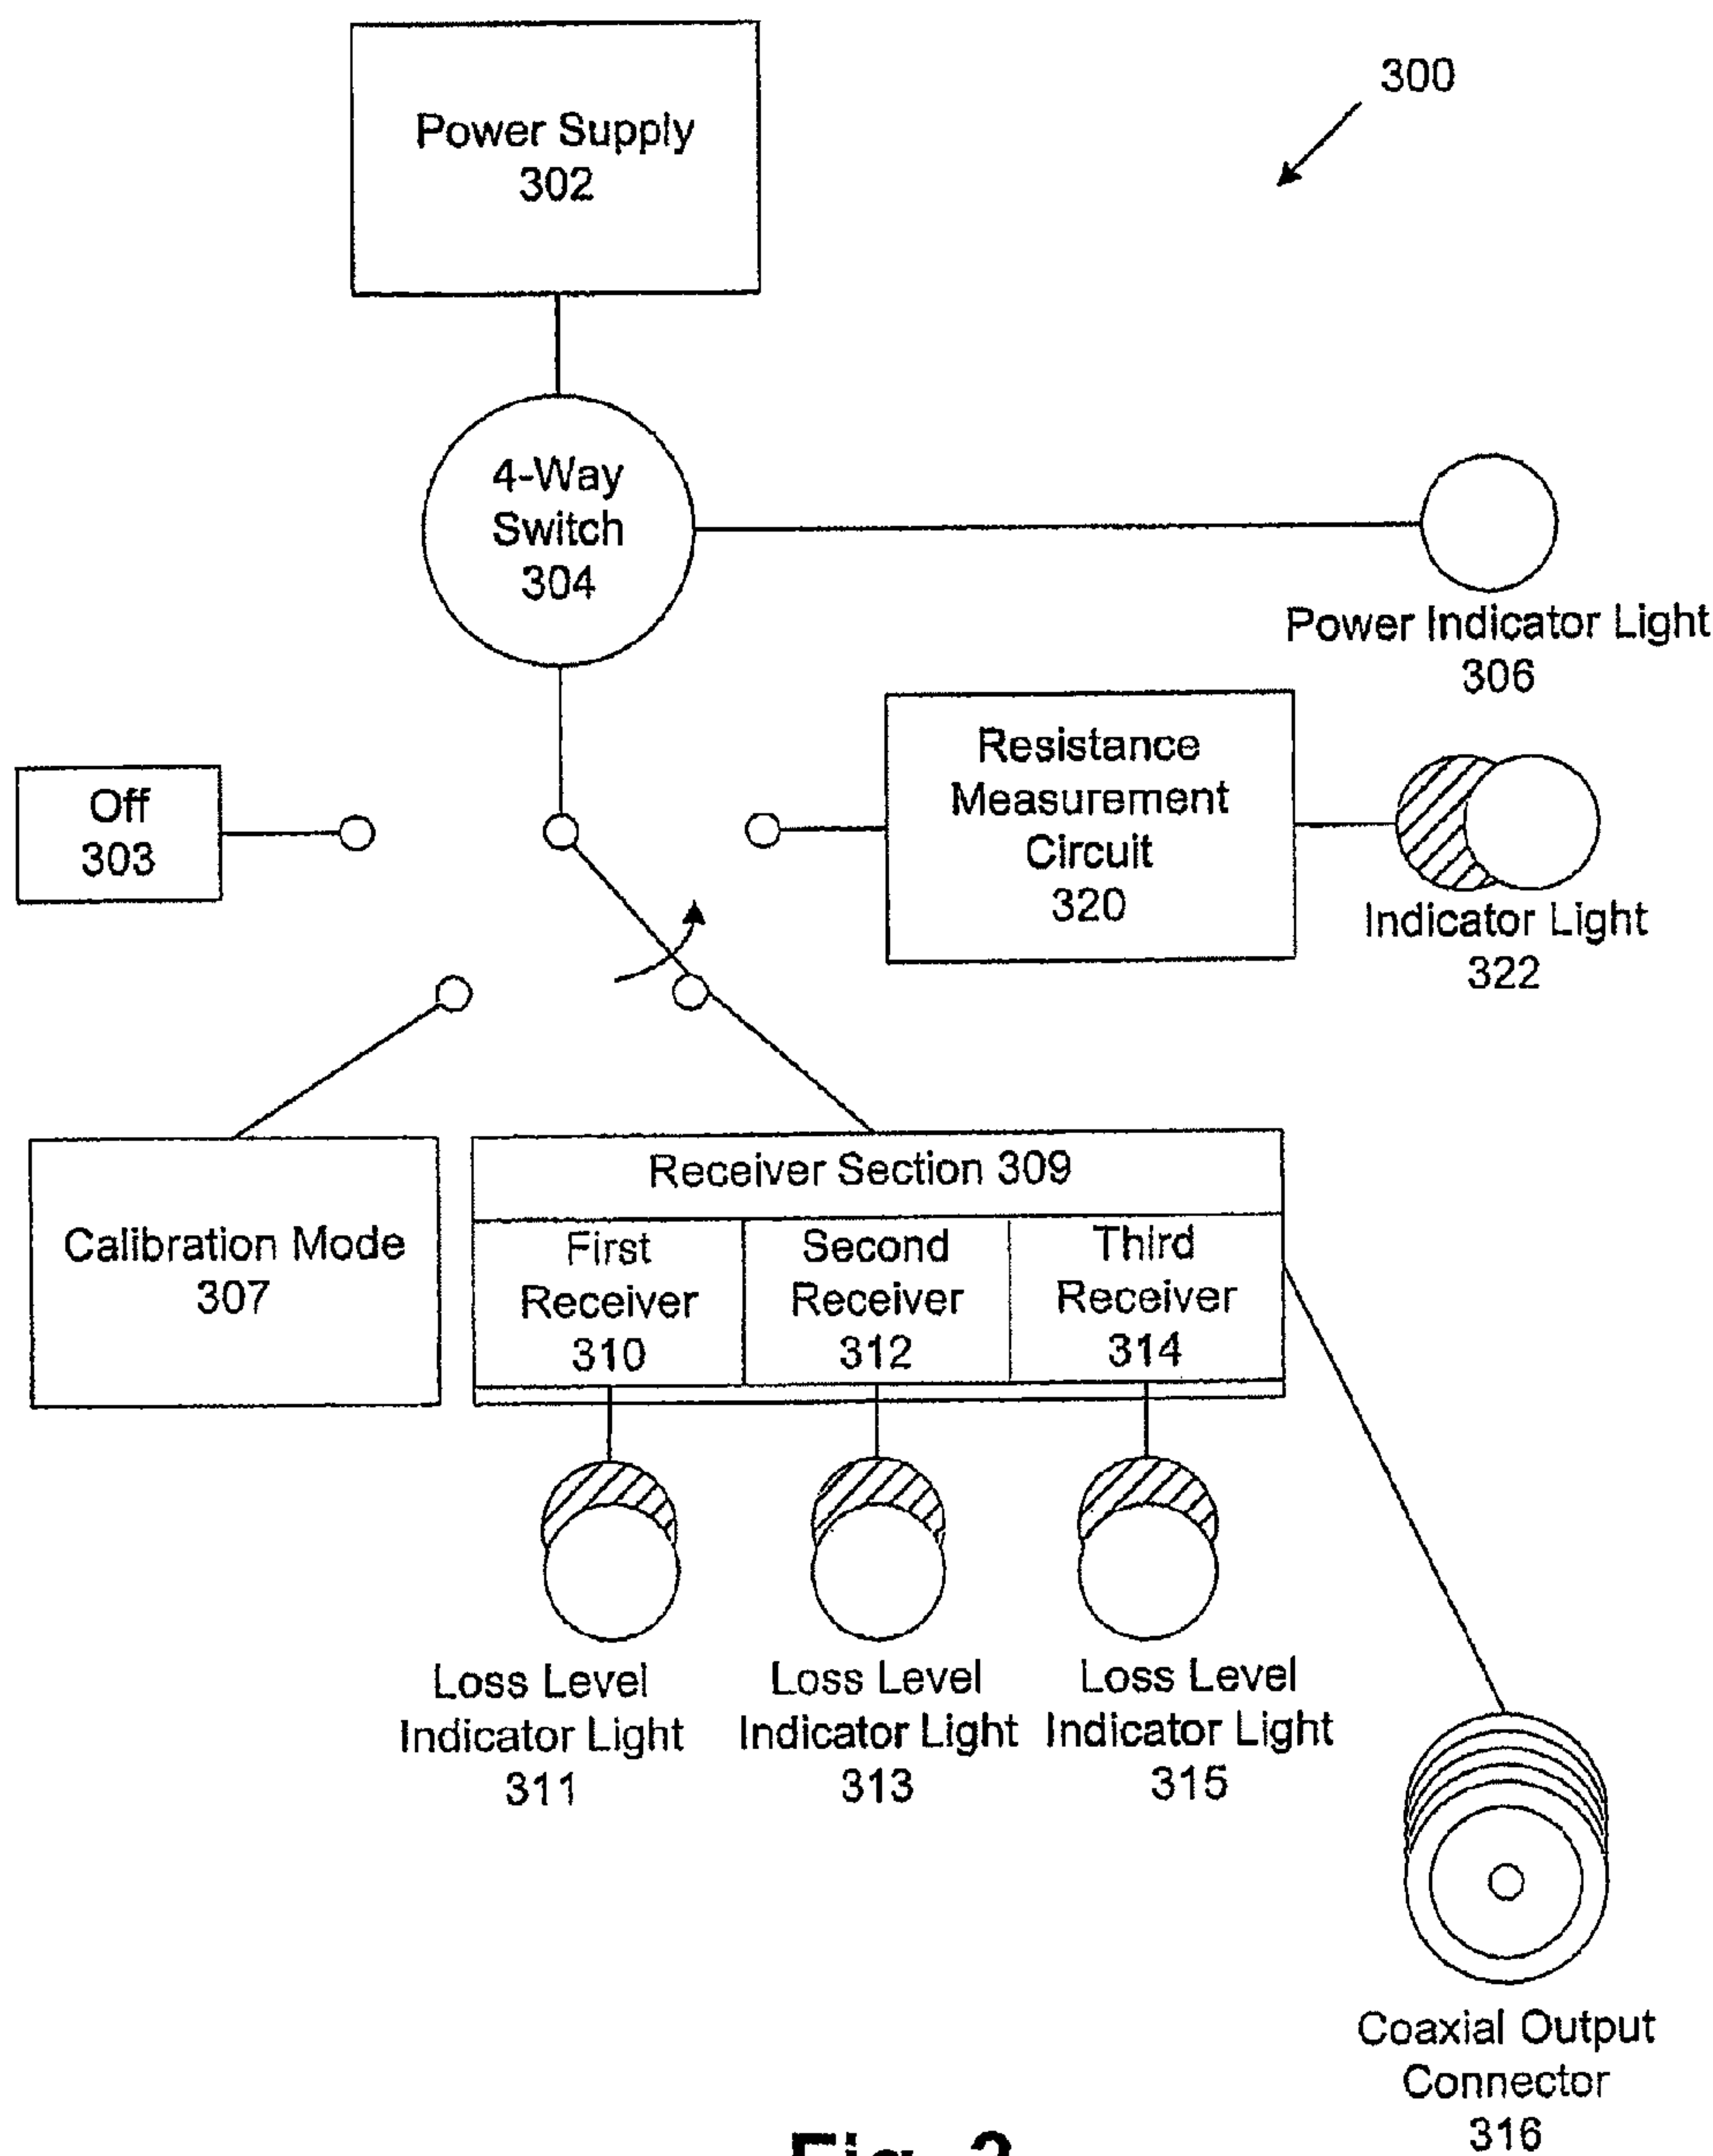 300
Power Supply
302
4-Way
Switch
304
Power Indicator Light
306
Off
303
Resistance
Measurement
Circuit
320
Indicator Light
322
Calibration Mode
307
Receiver Section 309
First
Receiver
310
Second
Receiver
312
Third
Receiver
314
Loss Level
Indicator Light
311
Loss Level
Indicator Light
313
Loss Level
Indicator Light
315
Coaxial Output
Connector
316